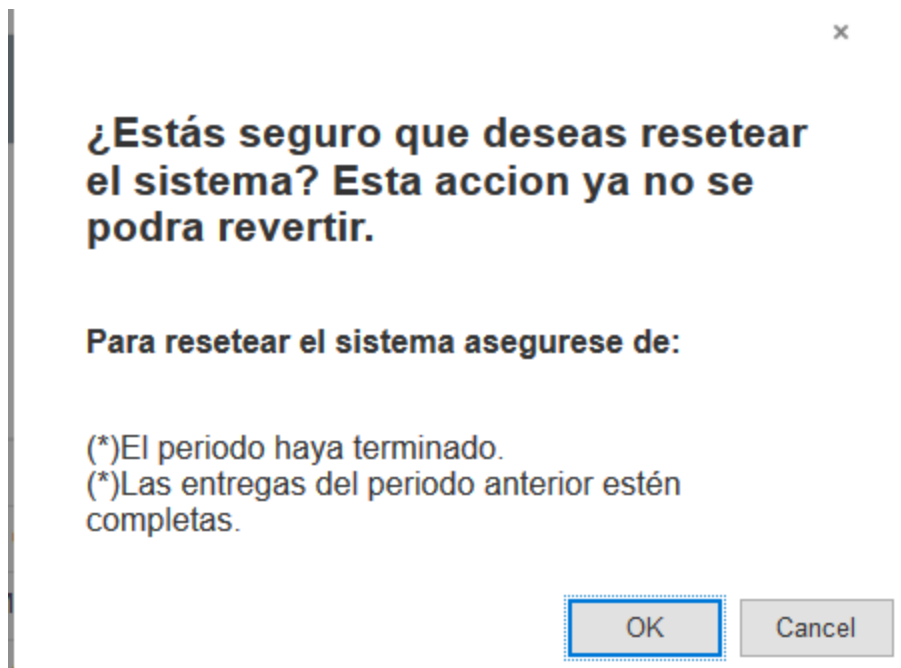 ×
¿Estás seguro que deseas resetear
el sistema? Esta accion ya no se
podra revertir.
Para resetear el sistema asegurese de:
(*)El periodo haya terminado.
(*)Las entregas del periodo anterior estén
completas.
OK Cancel